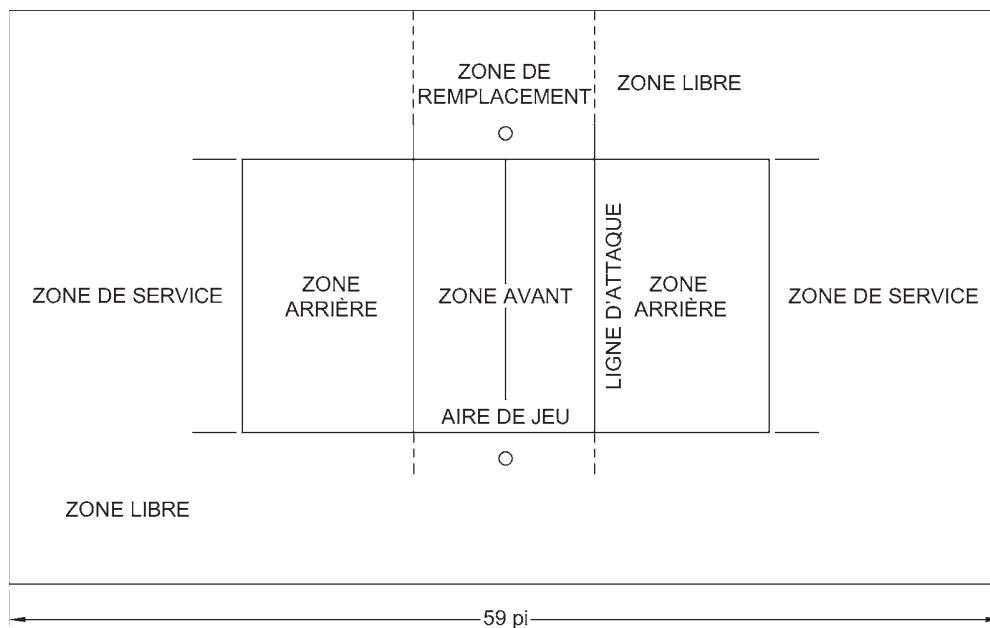 ZONE DE
REMPLACEMENT
ZONE LIBRE
ZONE DE SERVICE
ZONE
ARRIÈRE
ZONE AVANT
LIGNE D'ATTAQUE
ZONE
ARRIÈRE
ZONE DE SERVICE
AIRE DE JEU
ZONE LIBRE
59 pi